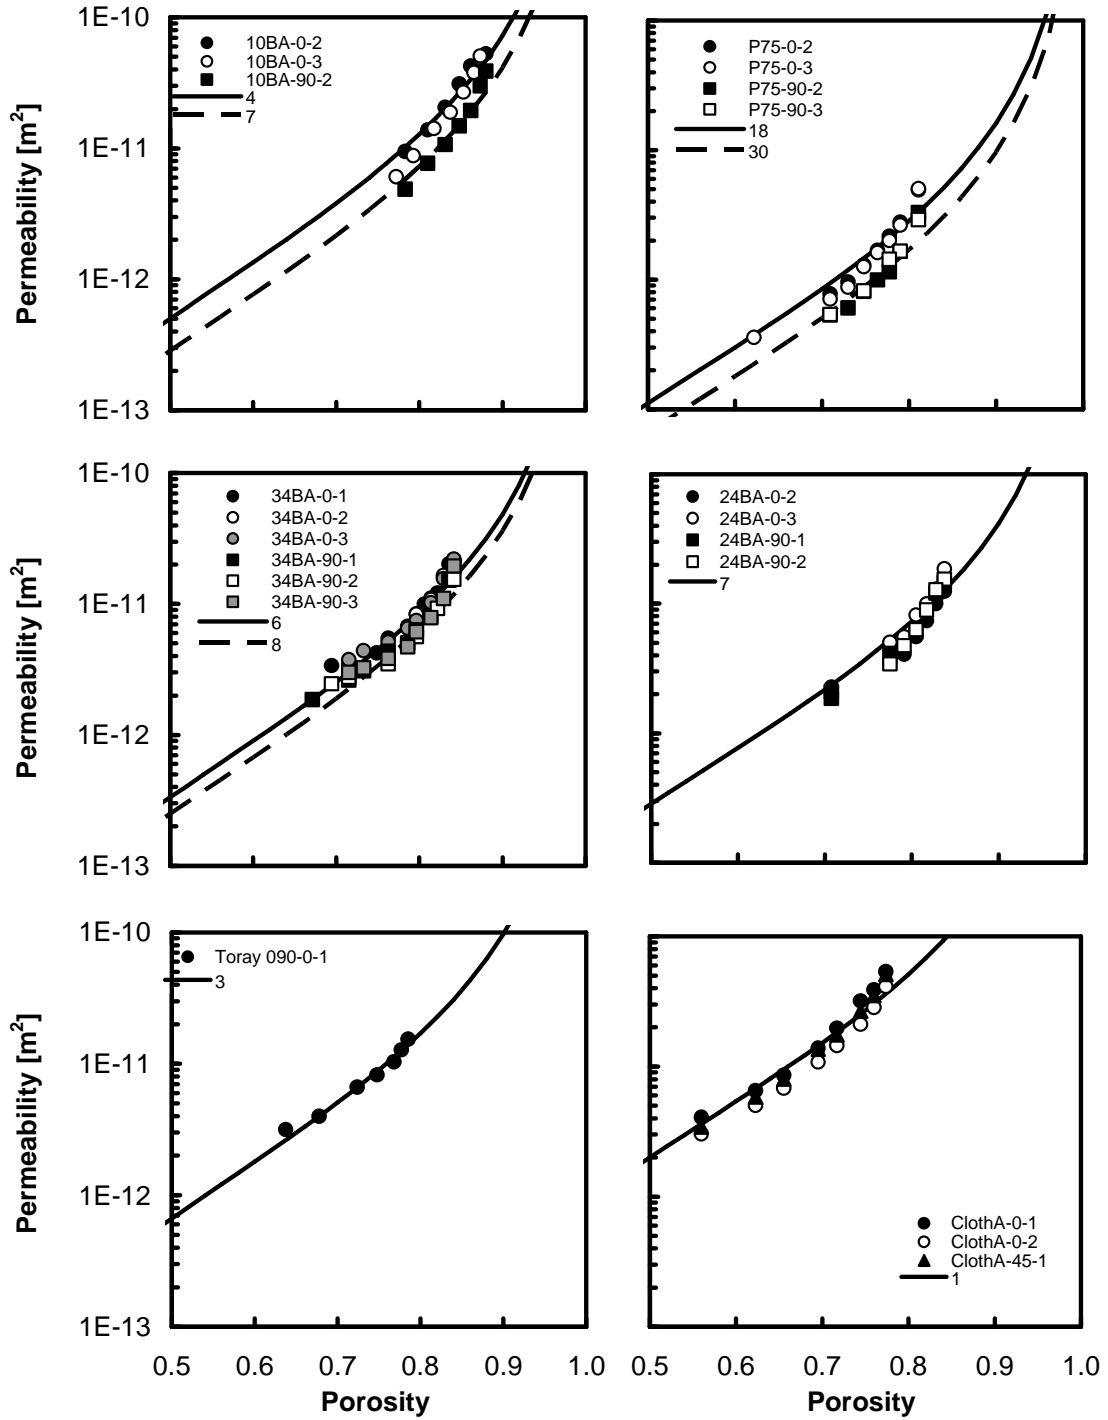 1E-10
1E-11
1E-12
1E-13
Permeability [m²]
10BA-0-2
10BA-0-3
10BA-90-2
4
7
P75-0-2
P75-0-3
P75-90-2
P75-90-3
18
30
1E-10
1E-11
1E-12
1E-13
Permeability [m²]
34BA-0-1
34BA-0-2
34BA-0-3
34BA-90-1
34BA-90-2
34BA-90-3
6
8
24BA-0-2
24BA-0-3
24BA-90-1
24BA-90-2
7
1E-10
1E-11
1E-12
1E-13
Permeability [m²]
Toray 090-0-1
3
0.5 0.6 0.7 0.8 0.9 1.0
Porosity
ClothA-0-1
ClothA-0-2
ClothA-45-1
1
0.5 0.6 0.7 0.8 0.9 1.0
Porosity